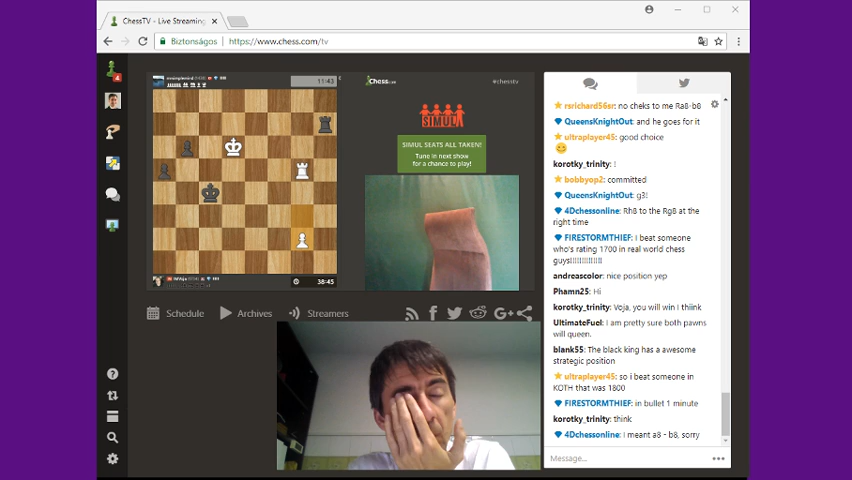 ChessTV - Live Streaming
Biztonságos
https://www.chess.com/tv
4
11:43
Chess.com
#chesstv
SIMUL
SIMUL SEATS ALL TAKEN!
Tune in next show
for a chance to play!
38:45
Schedule
Archives
Streamers
rsrichard56sr: no cheks to me Ra8-b8
QueensKnightOut: and he goes for it
ultraplayer45: good choice
korotky_trinity: !
bobbyop2: committed
QueensKnightOut: g3!
4Dchessonline: Rh8 to the Rg8 at the
right time
FIRESTORMTHIEF: I beat someone
who's rating 1700 in real world chess
andreascolor: nice position yep
Phamn25: Hi
korotky_trinity: Voja, you will win I thiink
UltimateFuel: I am pretty sure both pawns
will queen.
blank55: The black king has a awesome
strategic position
ultraplayer45: so i beat someone in
KOTH that was 1800
FIRESTORMTHIEF: in bullet 1 minute
korotky_trinity: think
4Dchessonline: I meant a8 - b8, sorry
Message...